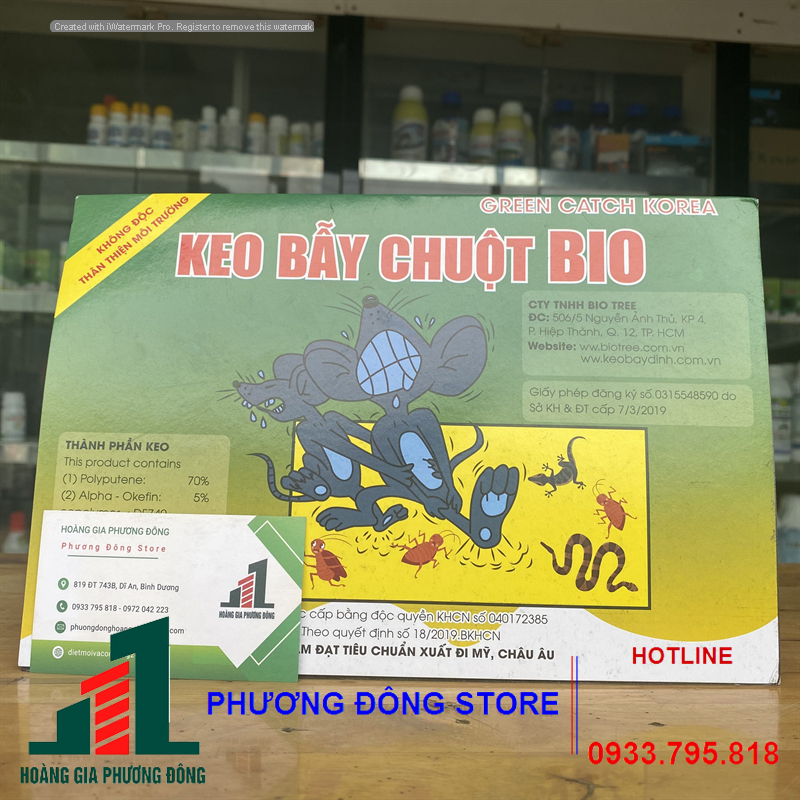 Created with iWatermark Pro. Register to remove this watermark
KHÔNG ĐỘC
THÂN THIỆN MÔI TRƯỜNG
GREEN CATCH KOREA
KEO BẪY CHUỘT BIO
CTY TNHH BIO TREE
ĐC: 506/5 Nguyễn Ảnh Thủ, KP 4,
P. Hiệp Thành, Q. 12, TP. HCM
Website: ww.biotree.com.vn
ww.keobaydinh.com.vn
Giấy phép đăng ký số 0315548590 do
Sở KH & ĐT cấp 7/3/2019
THÀNH PHẦN KEO
This product contains
(1) Polyputene: 70%
(2) Alpha - Okefin: 5%
HOÀNG GIA PHƯƠNG ĐÔNG
Phương Đông Store
819 ĐT 743B, Dĩ An, Bình Dương
0933 795 818 - 0972 042 223
HOÀNG GIA PHƯƠNG ĐÔNG
cấp bằng độc quyền KHCN số 040172385
Theo quyết định số 18/2019.BKHCN
ĐẠT TIÊU CHUẨN XUẤT ĐI MỸ, CHÂU ÂU
HOTLINE
PHƯƠNG ĐÔNG STORE
0933.795.818
HOÀNG GIA PHƯƠNG ĐÔNG